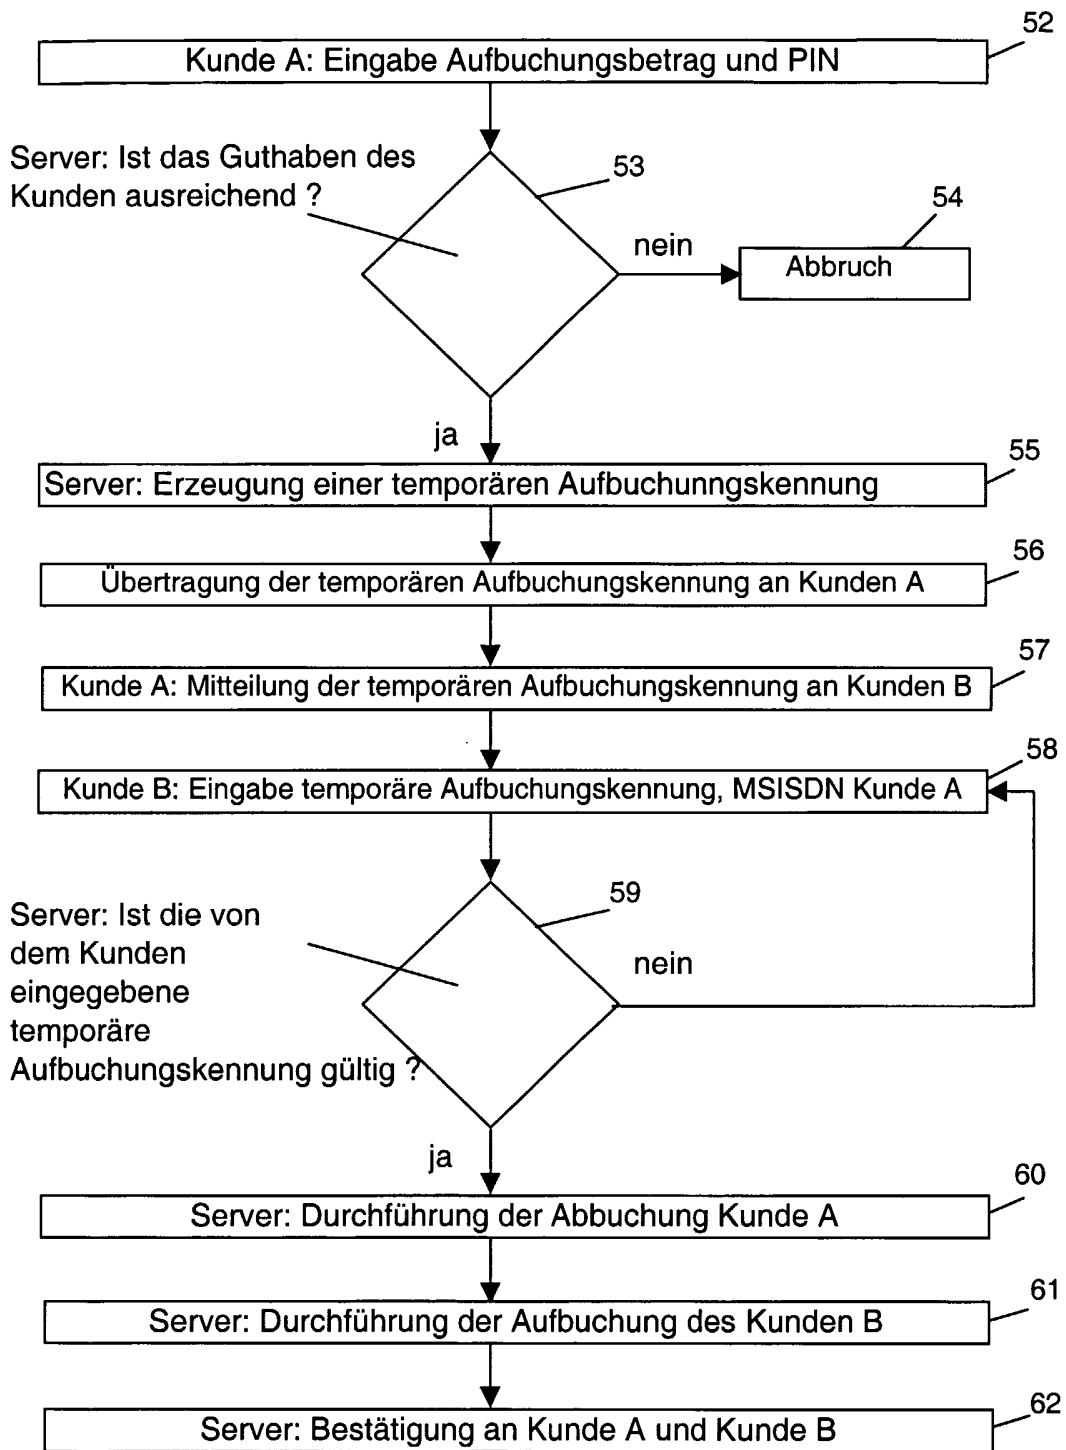 52
Kunde A: Eingabe Aufbuchungsbetrag und PIN
Server: Ist das Guthaben des
Kunden ausreichend ?
53
54
nein
Abbruch
ja
55
Server: Erzeugung einer temporären Aufbuchunngskennung
56
Übertragung der temporären Aufbuchungskennung an Kunden A
57
Kunde A: Mitteilung der temporären Aufbuchungskennung an Kunden B
58
Kunde B: Eingabe temporäre Aufbuchungskennung, MSISDN Kunde A
59
Server: Ist die von
dem Kunden
eingegebene
temporäre
Aufbuchungskennung gültig ?
nein
ja
60
Server: Durchführung der Abbuchung Kunde A
61
Server: Durchführung der Aufbuchung des Kunden B
62
Server: Bestätigung an Kunde A und Kunde B